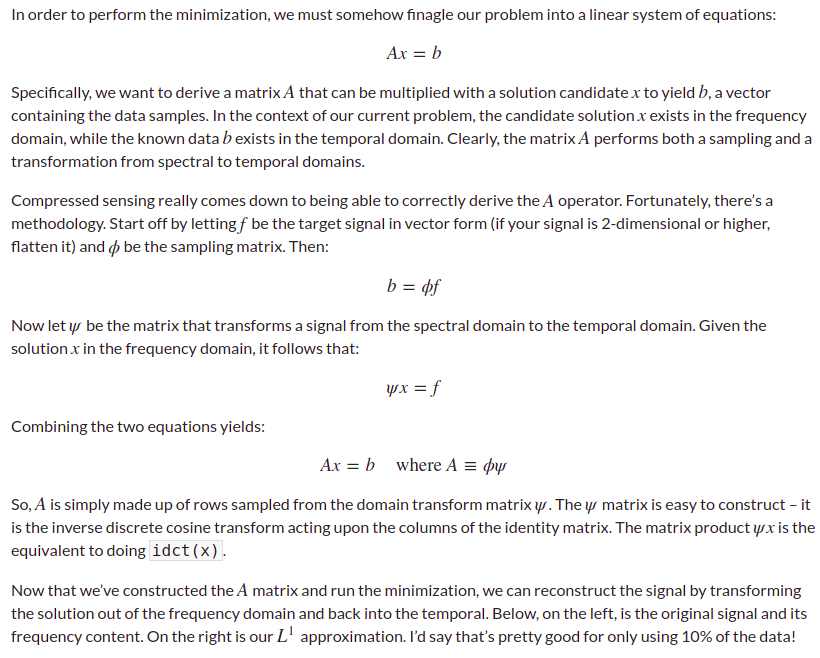 In order to perform the minimization, we must somehow finagle our problem into a linear system of equations:
Ax = b
Specifically, we want to derive a matrix A that can be multiplied with a solution candidate x to yield b, a vector
containing the data samples. In the context of our current problem, the candidate solution x exists in the frequency
domain, while the known data b exists in the temporal domain. Clearly, the matrix A performs both a sampling and a
transformation from spectral to temporal domains.
Compressed sensing really comes down to being able to correctly derive the A operator. Fortunately, there's a
methodology. Start off by letting f be the target signal in vector form (if your signal is 2-dimensional or higher,
flatten it) and ϕ be the sampling matrix. Then:
b = ϕf
Now let ψ be the matrix that transforms a signal from the spectral domain to the temporal domain. Given the
solution x in the frequency domain, it follows that:
ψx = f
Combining the two equations yields:
Ax = b where A ≡ ϕψ
So, A is simply made up of rows sampled from the domain transform matrix ψ. The ψ matrix is easy to construct – it
is the inverse discrete cosine transform acting upon the columns of the identity matrix. The matrix product ψx is the
equivalent to doing idct(x).
Now that we've constructed the A matrix and run the minimization, we can reconstruct the signal by transforming
the solution out of the frequency domain and back into the temporal. Below, on the left, is the original signal and its
frequency content. On the right is our L¹ approximation. I'd say that's pretty good for only using 10% of the data!